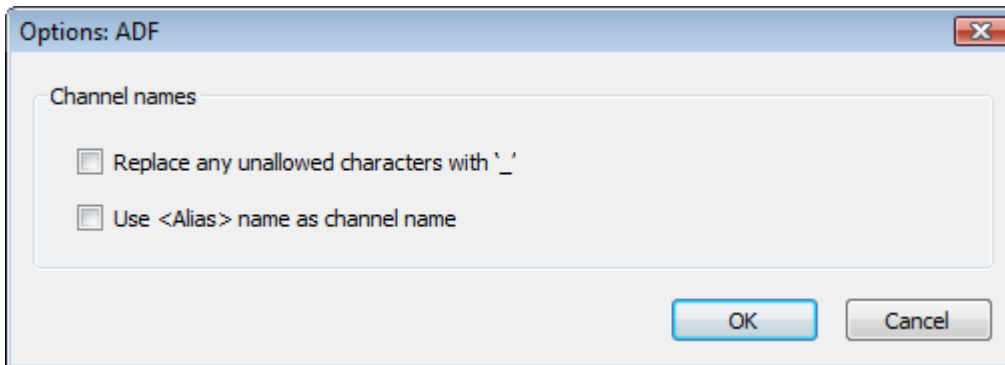 Options: ADF
Channel names
Replace any unallowed characters with ‵_′
Use <Alias> name as channel name
OK Cancel